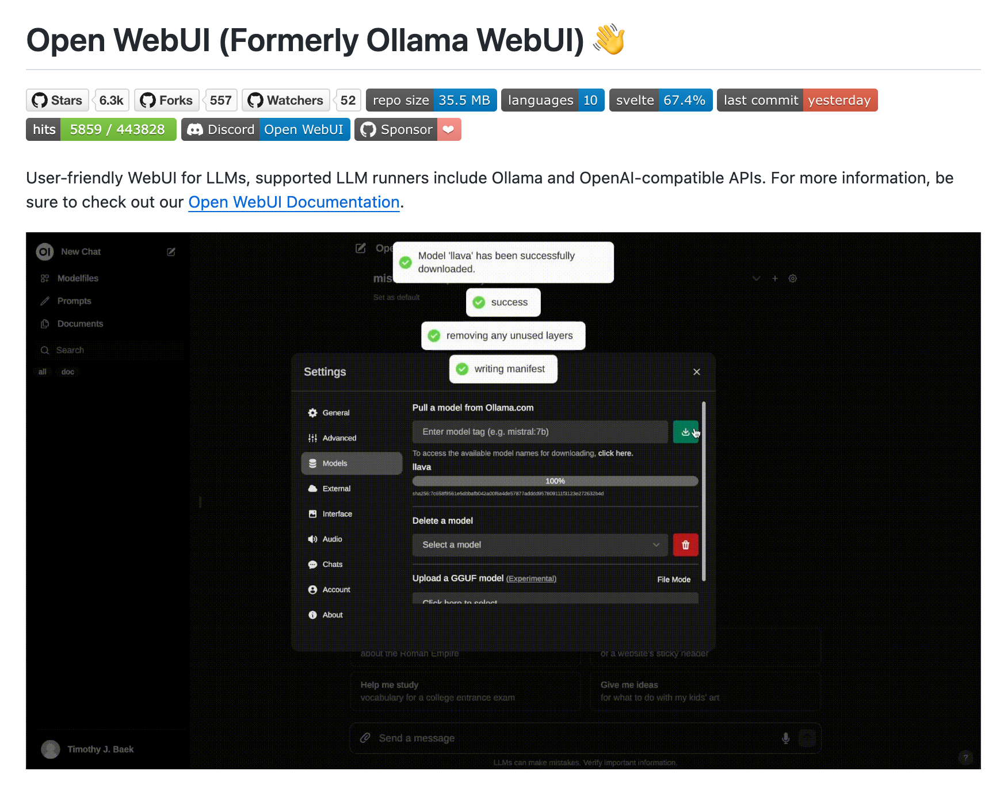 Open WebUI (Formerly Ollama WebUI) 👋
Stars 6.3k Forks 557 Watchers 52 repo size 35.5 MB languages 10 svelte 67.4% last commit yesterday
hits 5859 / 443828 Discord Open WebUI Sponsor ❤
User-friendly WebUI for LLMs, supported LLM runners include Ollama and OpenAI-compatible APIs. For more information, be
sure to check out our Open WebUI Documentation.
OI New Chat
Modelfiles
Prompts
Documents
Search
all doc
Timothy J. Baek
Model 'llava' has been successfully
downloaded.
Set as default
success
removing any unused layers
writing manifest
Settings
General
Advanced
Models
External
Interface
Audio
Chats
Account
About
Pull a model from Ollama.com
Enter model tag (e.g. mistral:7b)
To access the available model names for downloading, click here.
llava
100%
Delete a model
Select a model
Upload a GGUF model (Experimental) File Mode
Click here to select
about the Roman Empire
of a website's sticky header
Help me study
vocabulary for a college entrance exam
Give me ideas
for what to do with my kids' art
Send a message
LLMs can make mistakes. Verify important information.
?